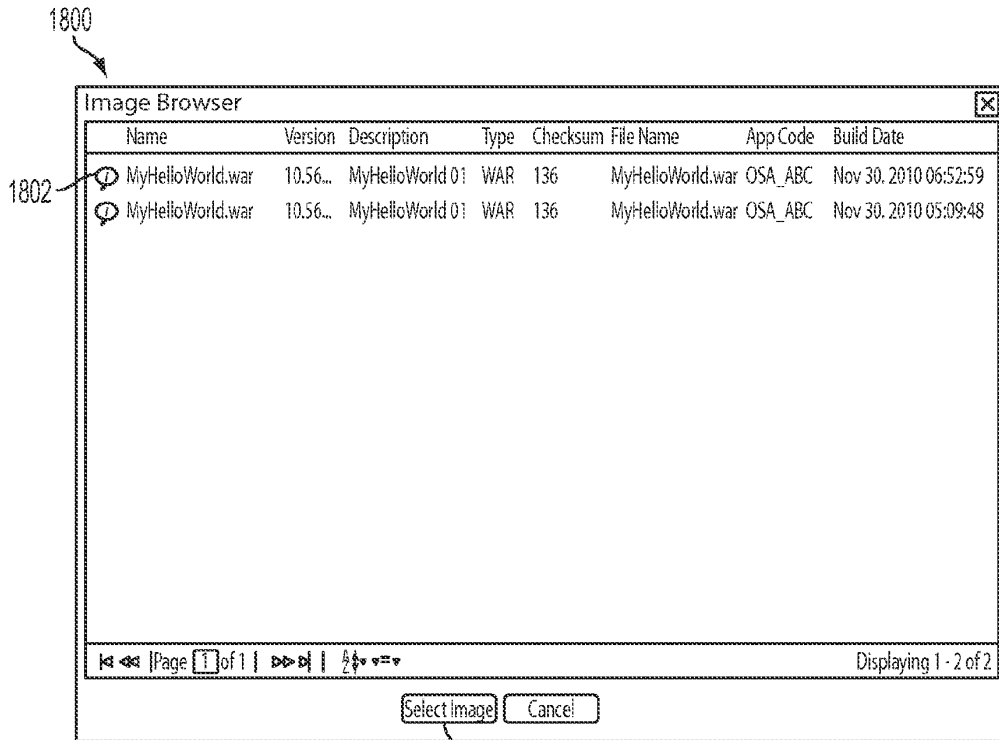 1800
Image Browser
Name Version Description Type Checksum File Name App Code Build Date
1802 MyHelloWorld.war 10.56... MyHelloWorld 01 WAR 136 MyHelloWorld.war OSA_ABC Nov 30. 2010 06:52:59
MyHelloWorld.war 10.56... MyHelloWorld 01 WAR 136 MyHelloWorld.war OSA_ABC Nov 30. 2010 05:09:48
Page 1 of 1 Displaying 1 - 2 of 2
Select Image Cancel